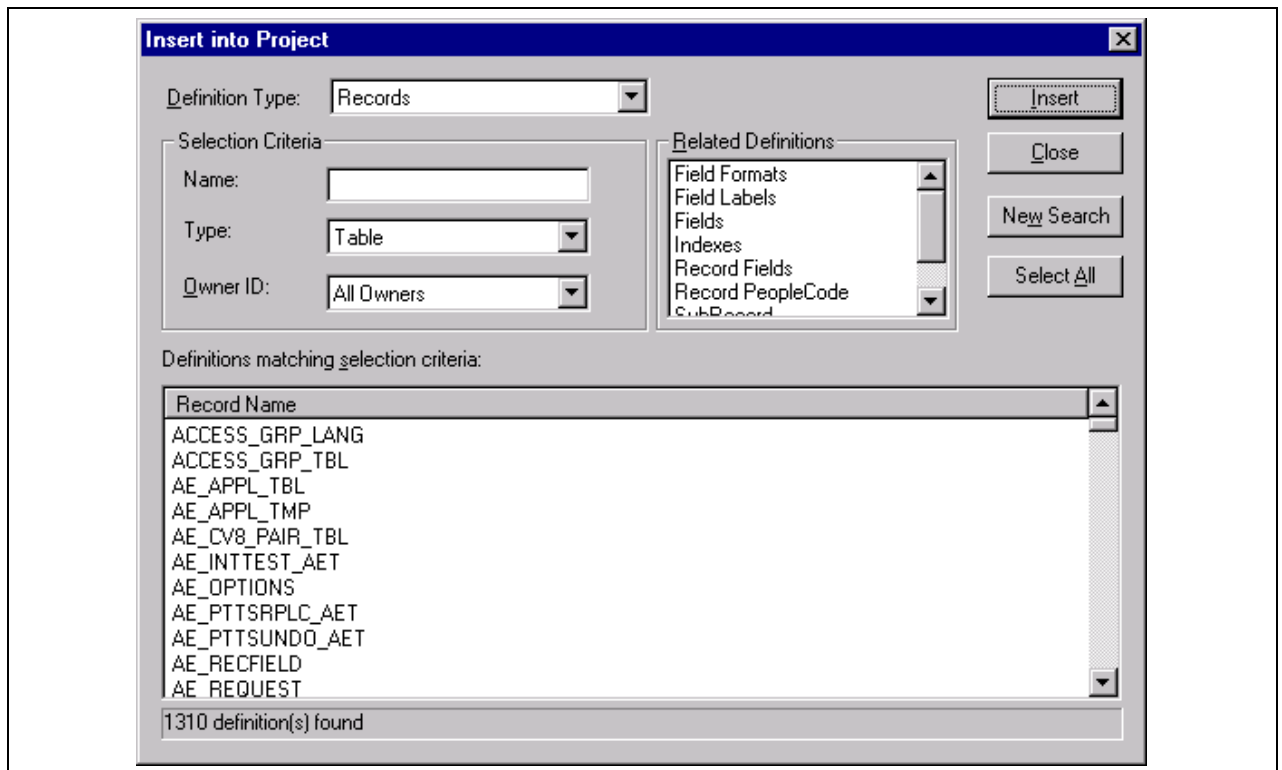 Insert into Project
Definition Type: Records
Insert
Selection Criteria
Name:
Type: Table
Owner ID: All Owners
Related Definitions
Field Formats
Field Labels
Fields
Indexes
Record Fields
Record PeopleCode
SubRecord
Close
New Search
Select All
Definitions matching selection criteria:
Record Name
ACCESS_GRP_LANG
ACCESS_GRP_TBL
AE_APPL_TBL
AE_APPL_TMP
AE_CV8_PAIR_TBL
AE_INTTEST_AET
AE_OPTIONS
AE_PTTSRPLC_AET
AE_PTTSUNDO_AET
AE_RECFIELD
AE_REQUEST
1310 definition(s) found